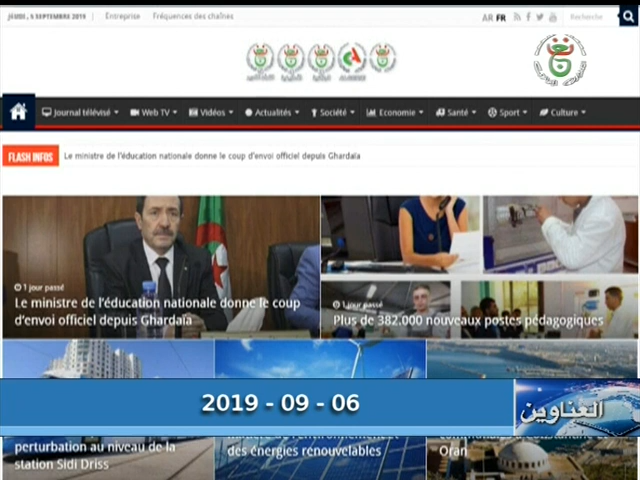 JEUDI, 5 SEPTEMBRE 2019 Entreprise Fréquences des chaînes AR FR Recherche
Journal télévisé Web TV Vidéos Actualités Société Economie Santé Sport Culture
FLASH INFOS Le ministre de l'éducation nationale donne le coup d'envoi officiel depuis Ghardaïa
1 jour passé
Le ministre de l'éducation nationale donne le coup
d'envoi officiel depuis Ghardaïa
1 jour passé
Plus de 382.000 nouveaux postes pédagogiques
2019 - 09 - 06
العناوين
perturbation au niveau de la
station Sidi Driss
des énergies renouvelables
Oran